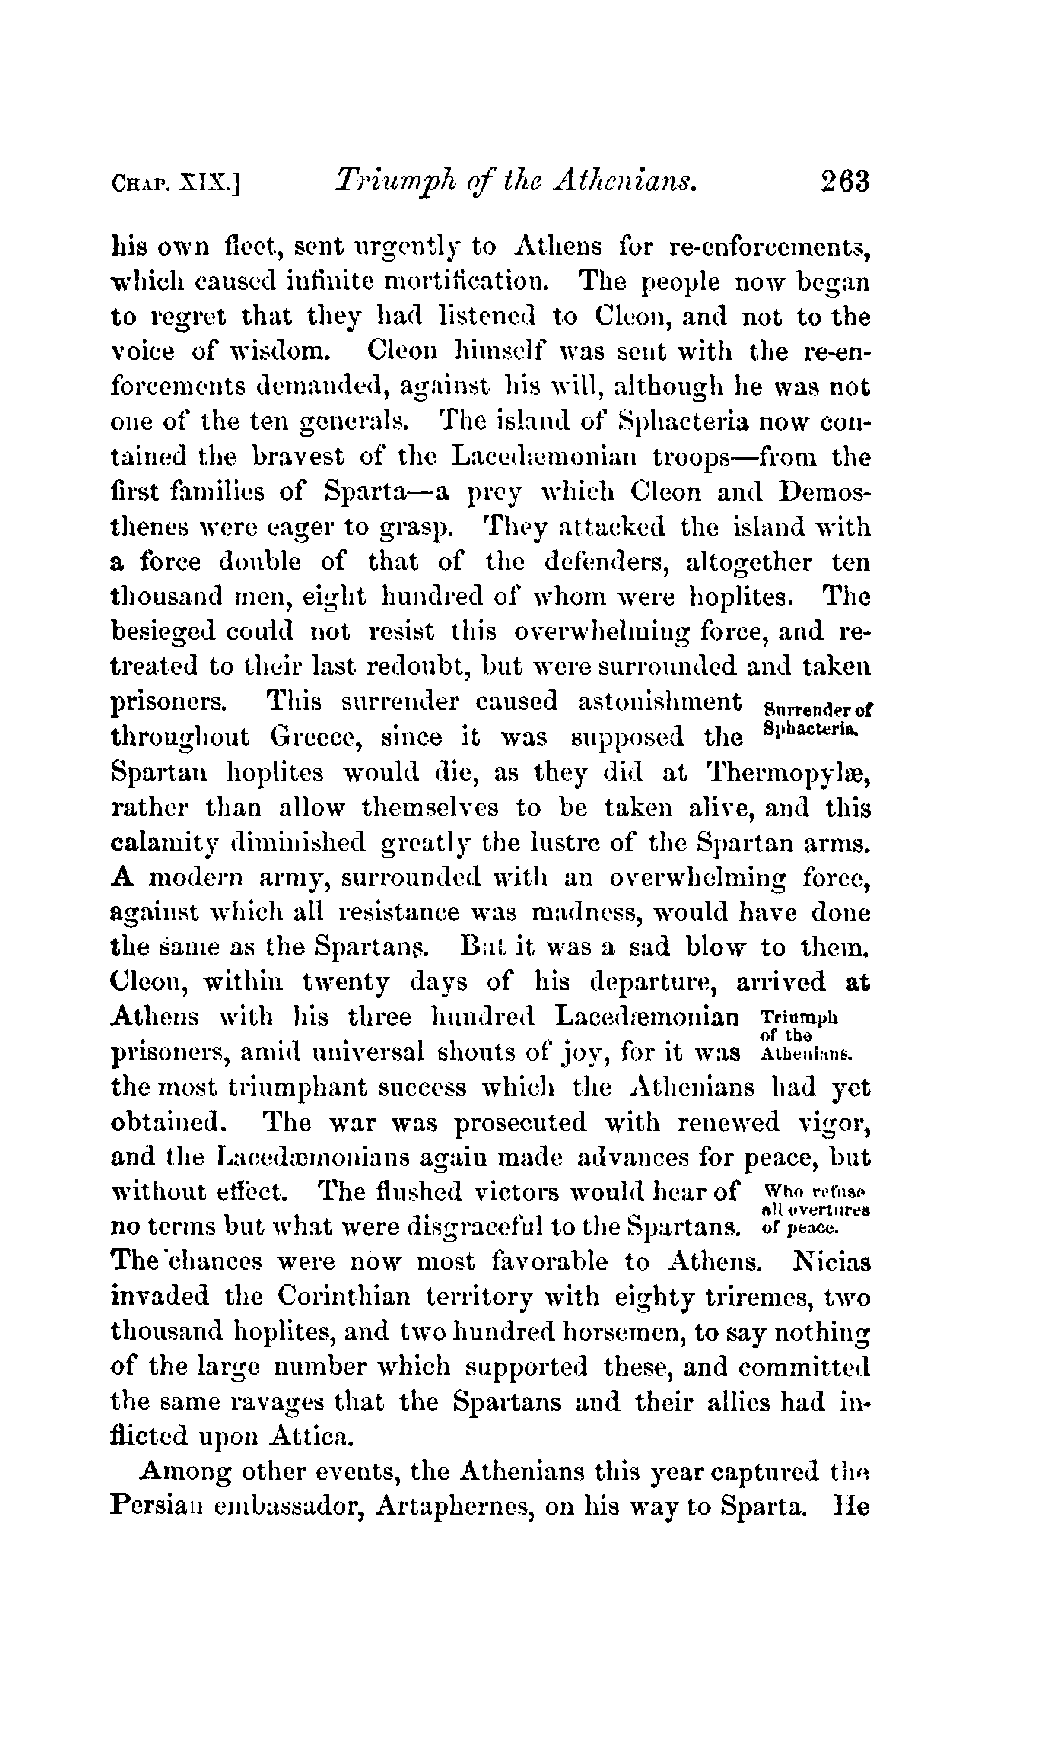 CHAP. XIX.] Triumph of the Athenians. 263
his own fleet, sent urgently to Athens for re-enforcements,
which caused infinite mortification. The people now began
to regret that they had listened to Cleon, and not to the
voice of wisdom. Cleon himself was sent with the re-en-
forcements demanded, against his will, although he was not
one of the ten generals. The island of Sphacteria now con-
tained the bravest of the Lacedæmonian troops—from the
first families of Sparta—a prey which Cleon and Demos-
thenes were eager to grasp. They attacked the island with
a force double of that of the defenders, altogether ten
thousand men, eight hundred of whom were hoplites. The
besieged could not resist this overwhelming force, and re-
treated to their last redoubt, but were surrounded and taken
prisoners. This surrender caused astonishment
throughout Greece, since it was supposed the
Surrender of
Sphacteria.
Spartan hoplites would die, as they did at Thermopylæ,
rather than allow themselves to be taken alive, and this
calamity diminished greatly the lustre of the Spartan arms.
A modern army, surrounded with an overwhelming force,
against which all resistance was madness, would have done
the same as the Spartans. But it was a sad blow to them.
Cleon, within twenty days of his departure, arrived at
Athens with his three hundred Lacedæmonian
prisoners, amid universal shouts of joy, for it was
Triumph
of the
Athenians.
the most triumphant success which the Athenians had yet
obtained. The war was prosecuted with renewed vigor,
and the Lacedæmonians again made advances for peace, but
without effect. The flushed victors would hear of
no terms but what were disgraceful to the Spartans.
Who refuse
all overtures
of peace.
The chances were now most favorable to Athens. Nicias
invaded the Corinthian territory with eighty triremes, two
thousand hoplites, and two hundred horsemen, to say nothing
of the large number which supported these, and committed
the same ravages that the Spartans and their allies had in-
flicted upon Attica.
Among other events, the Athenians this year captured the
Persian embassador, Artaphernes, on his way to Sparta. He